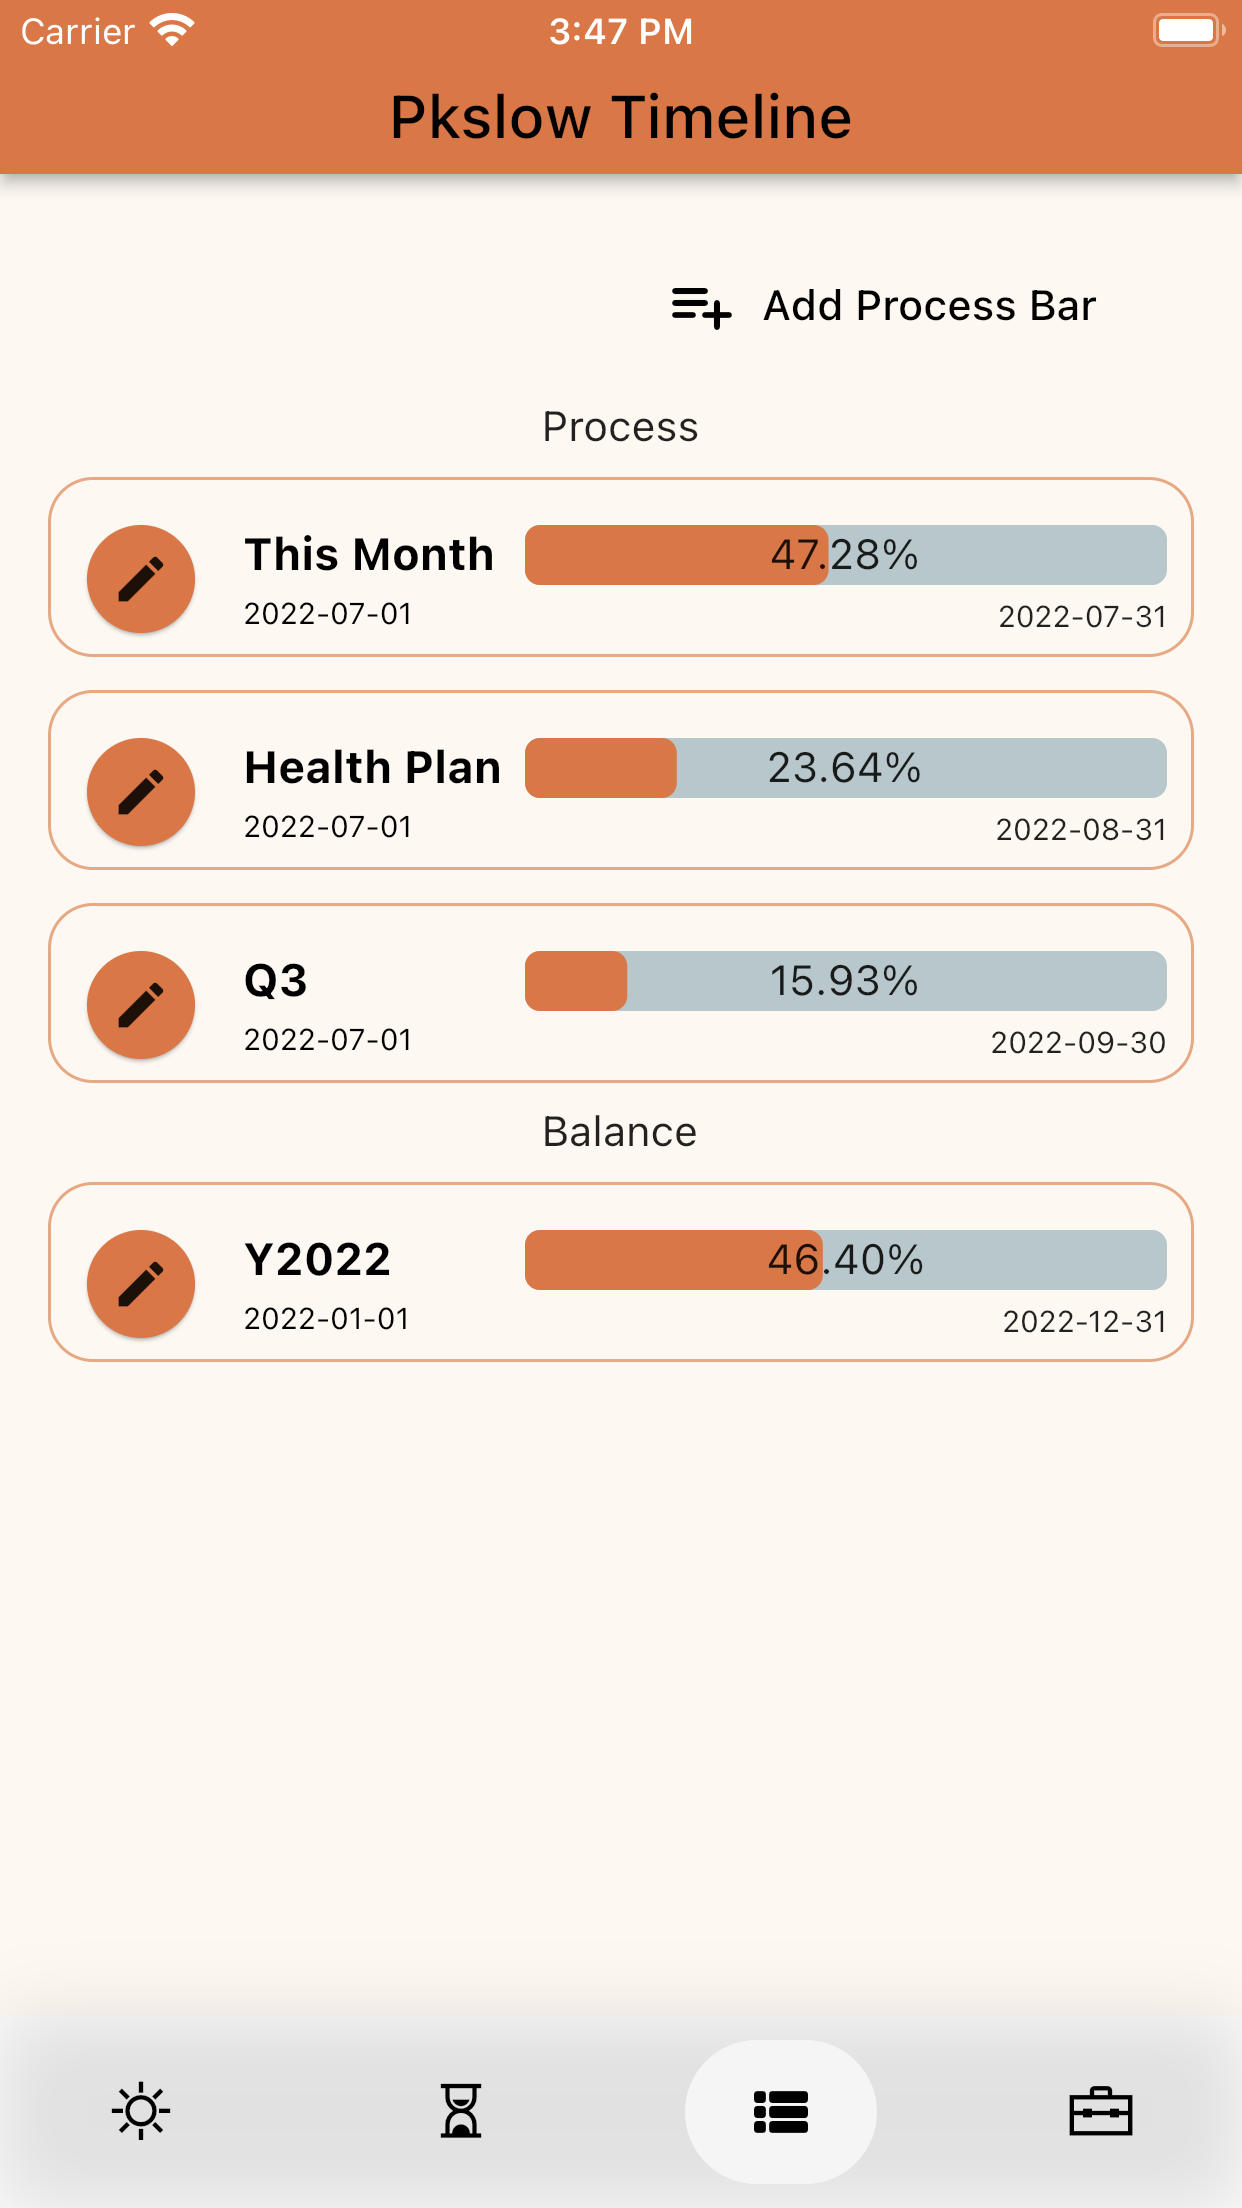 Carrier
3:47 PM
Pkslow Timeline
Add Process Bar
Process
This Month
47.28%
2022-07-01
2022-07-31
Health Plan
23.64%
2022-07-01
2022-08-31
Q3
15.93%
2022-07-01
2022-09-30
Balance
Y2022
46.40%
2022-01-01
2022-12-31